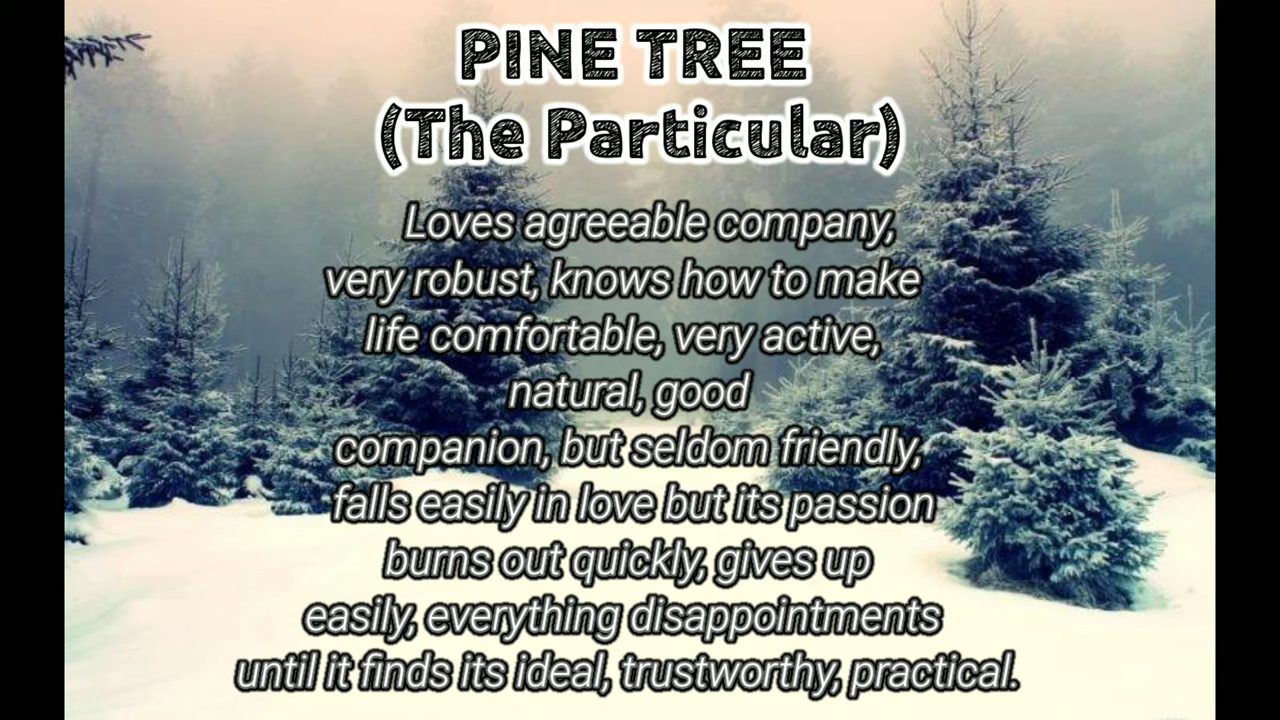 PINE TREE
(The Particular)
Loves agreeable company,
very robust, knows how to make
life comfortable, very active,
natural, good
companion, but seldom friendly,
falls easily in love but its passion
burns out quickly, gives up
easily, everything disappointments
until it finds its ideal, trustworthy, practical.